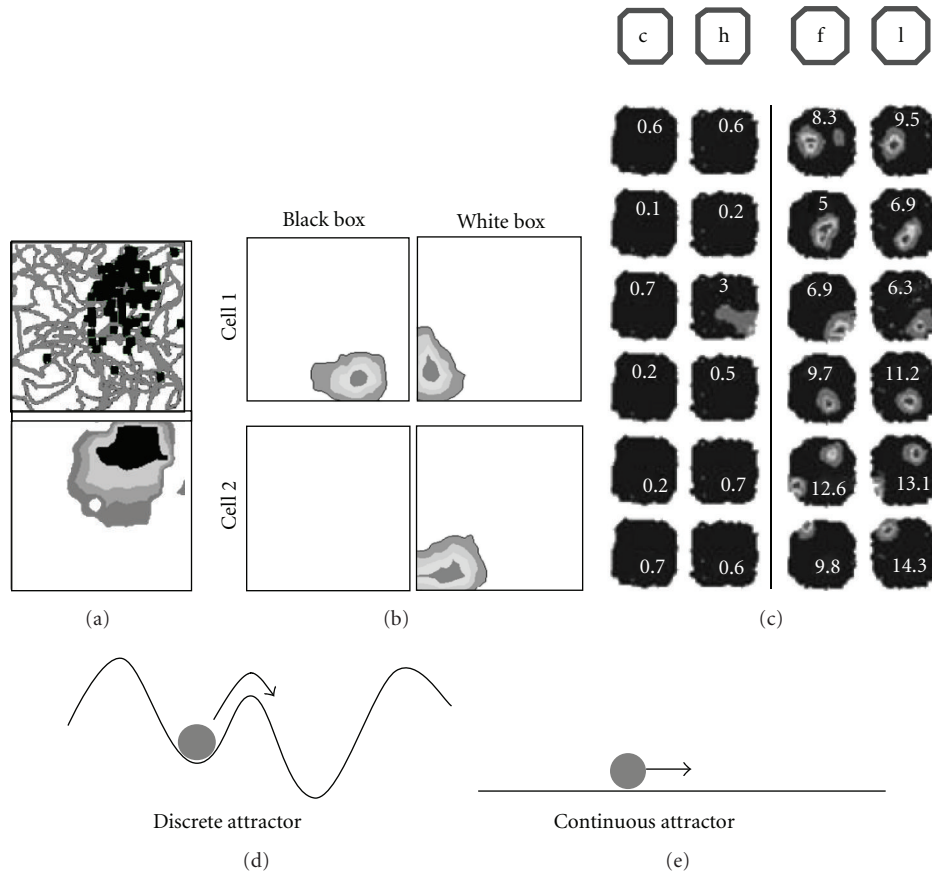 c h f l
0.6 0.6 8.3 9.5
0.1 0.2 5 6.9
Black box White box
Cell 1
0.7 3 6.9 6.3
0.2 0.5 9.7 11.2
Cell 2
0.2 0.7 12.6 13.1
0.7 0.6 9.8 14.3
(a) (b) (c)
Discrete attractor Continuous attractor
(d) (e)